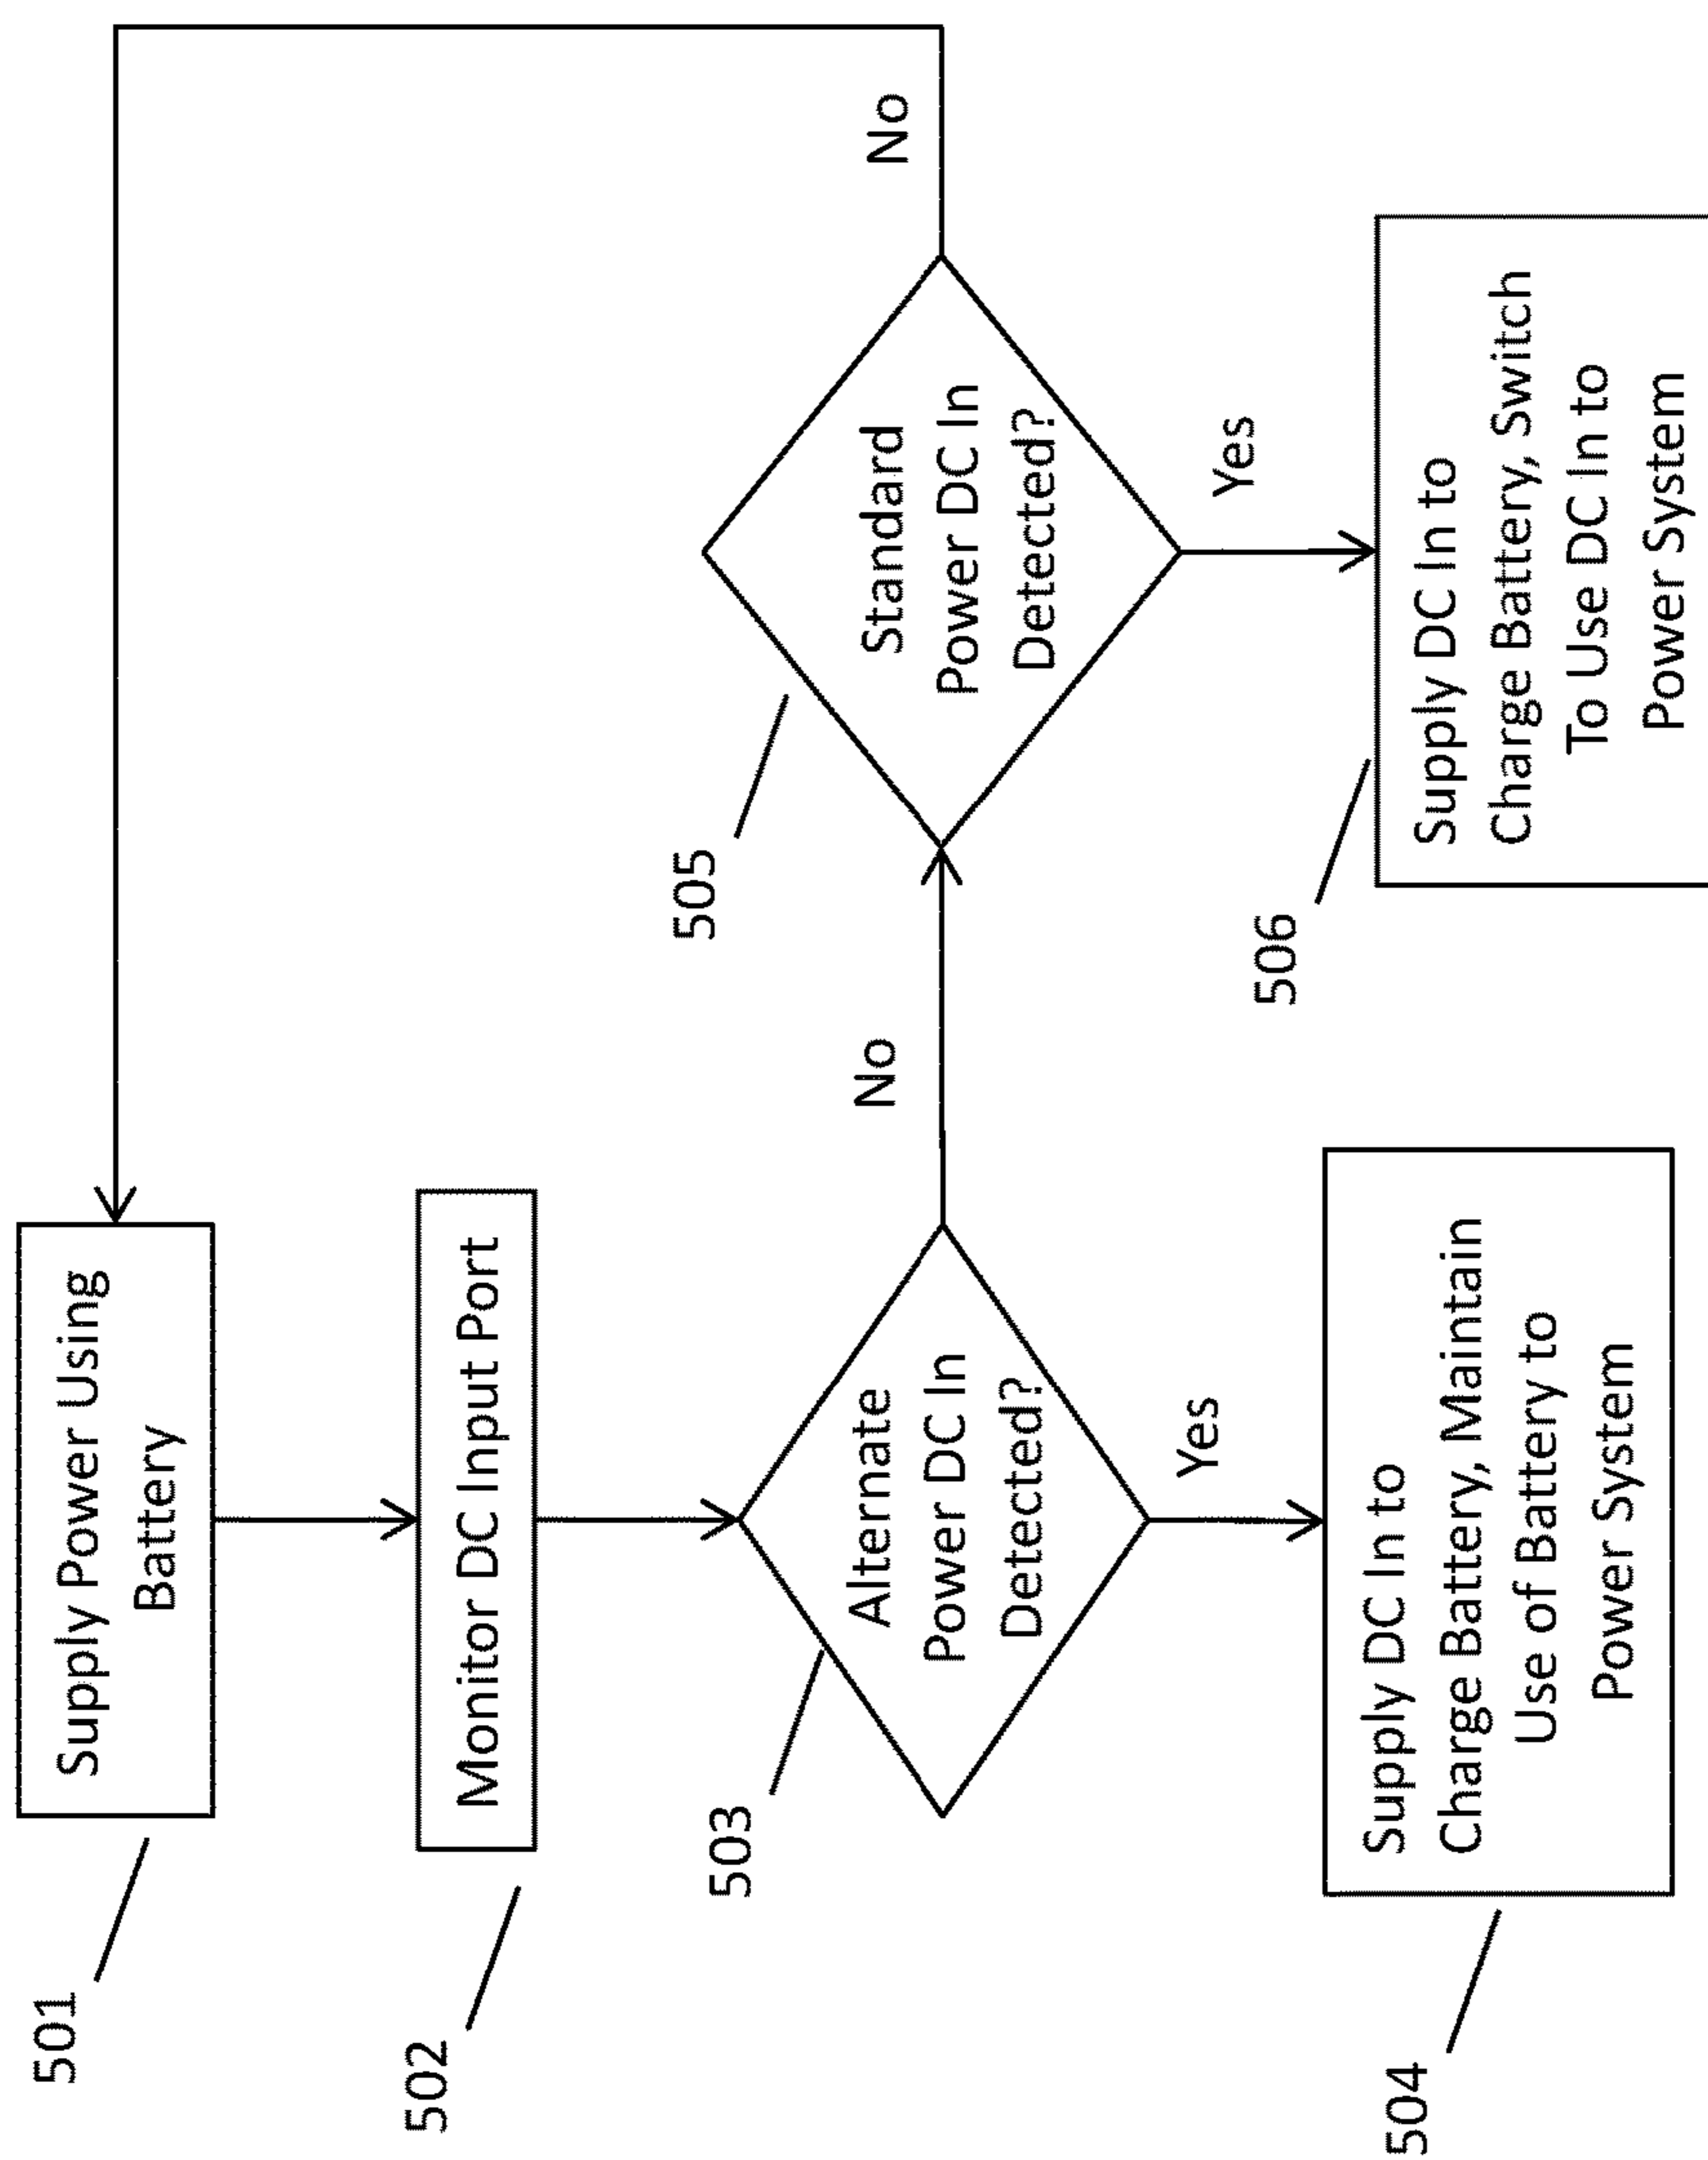 501
Supply Power Using
Battery
502
Monitor DC Input Port
503
Alternate
Power DC In
Detected?
No
Yes
504
Supply DC In to
Charge Battery, Maintain
Use of Battery to
Power System
505
Standard
Power DC In
Detected?
No
Yes
506
Supply DC In to
Charge Battery, Switch
To Use DC In to
Power System